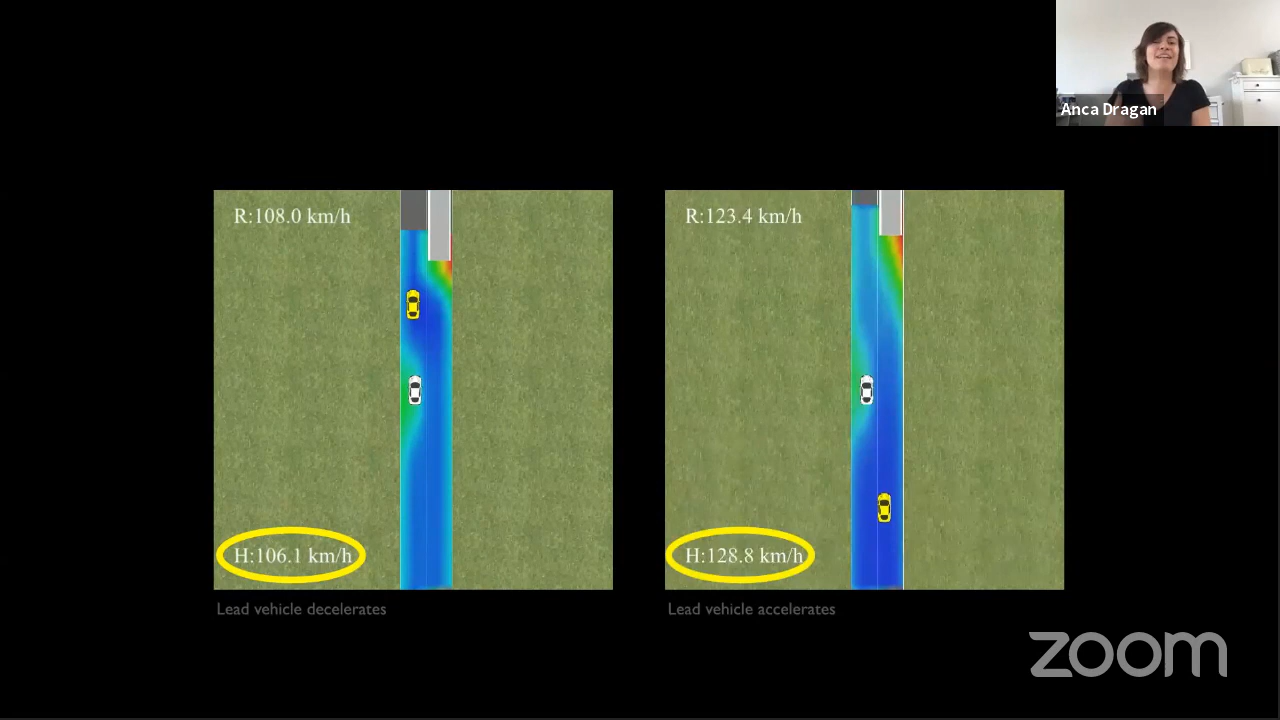 Anca Dragan
R:108.0 km/h
R:123.4 km/h
H:106.1 km/h
H:128.8 km/h
Lead vehicle decelerates
Lead vehicle accelerates
zoom